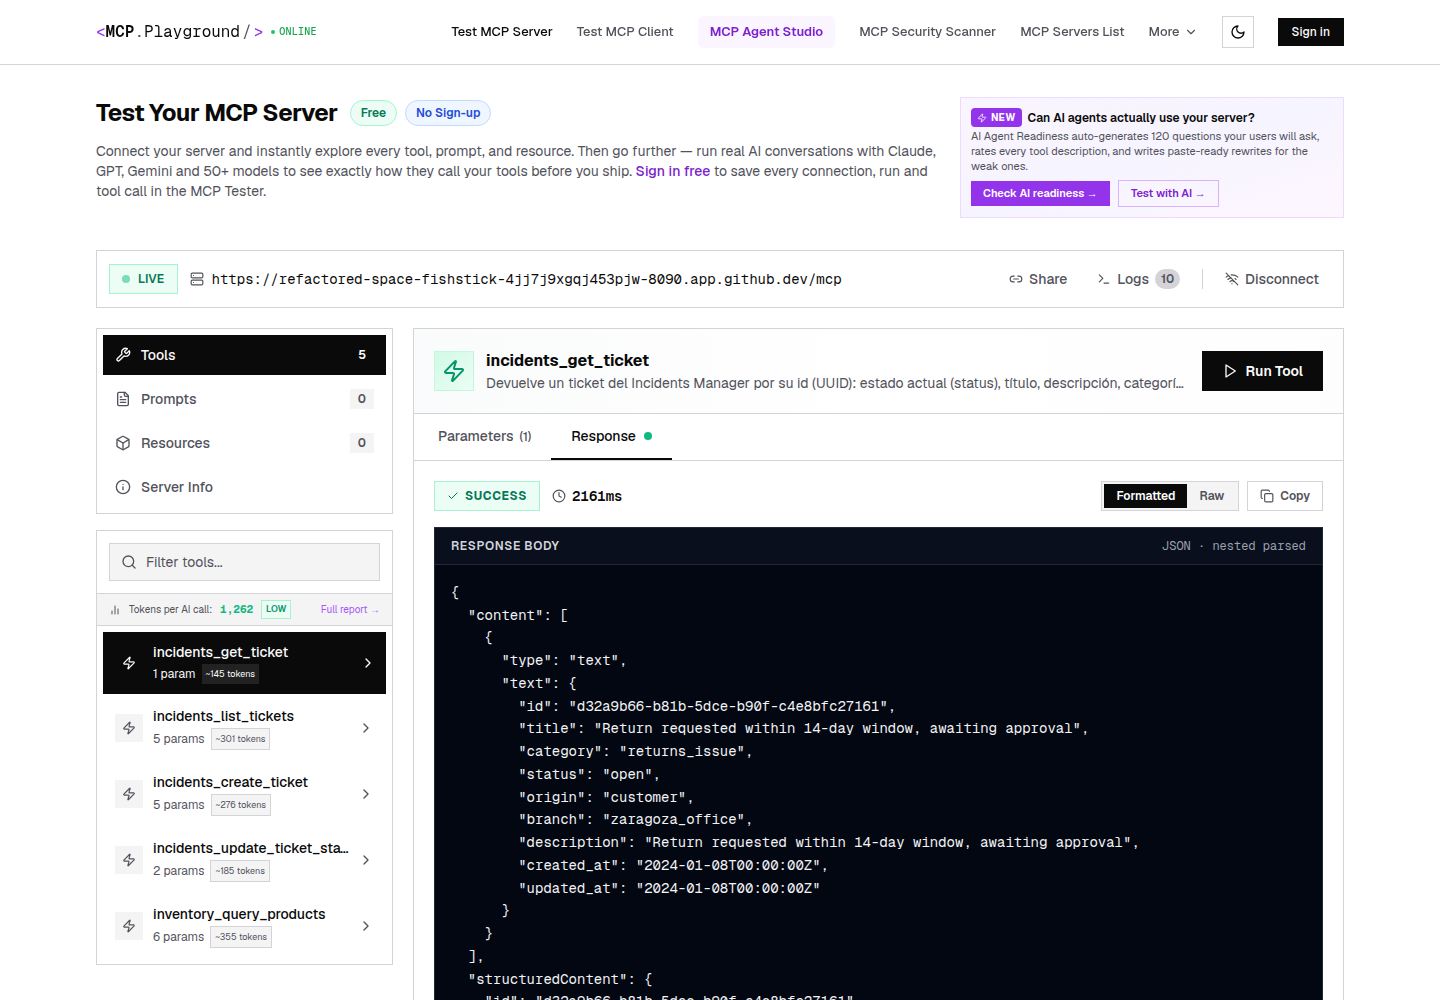 <MCP.Playground/> ONLINE
Test MCP Server
Test MCP Client
MCP Agent Studio
MCP Security Scanner
MCP Servers List
More
Sign in
Test Your MCP Server
Free
No Sign-up
Connect your server and instantly explore every tool, prompt, and resource. Then go further — run real AI conversations with Claude,
GPT, Gemini and 50+ models to see exactly how they call your tools before you ship. Sign in free to save every connection, run and
tool call in the MCP Tester.
NEW Can AI agents actually use your server?
AI Agent Readiness auto-generates 120 questions your users will ask,
rates every tool description, and writes paste-ready rewrites for the
weak ones.
Check AI readiness →
Test with AI →
LIVE
https://refactored-space-fishstick-4jj7j9xgqj453pjw-8090.app.github.dev/mcp
Share
Logs 10
Disconnect
Tools 5
Prompts 0
Resources 0
Server Info
Filter tools...
Tokens per AI call: 1,262 LOW Full report →
incidents_get_ticket
1 param ~145 tokens
incidents_list_tickets
5 params ~301 tokens
incidents_create_ticket
5 params ~276 tokens
incidents_update_ticket_sta...
2 params ~185 tokens
inventory_query_products
6 params ~355 tokens
incidents_get_ticket
Devuelve un ticket del Incidents Manager por su id (UUID): estado actual (status), título, descripción, categorí...
Run Tool
Parameters (1)
Response
SUCCESS
2161ms
Formatted
Raw
Copy
RESPONSE BODY
JSON · nested parsed
{
"content": [
{
"type": "text",
"text": {
"id": "d32a9b66-b81b-5dce-b90f-c4e8bfc27161",
"title": "Return requested within 14-day window, awaiting approval",
"category": "returns_issue",
"status": "open",
"origin": "customer",
"branch": "zaragoza_office",
"description": "Return requested within 14-day window, awaiting approval",
"created_at": "2024-01-08T00:00:00Z",
"updated_at": "2024-01-08T00:00:00Z"
}
}
],
"structuredContent": {
"id": "d32a9b66-b81b-5dce-b90f-c4e8bfc27161",